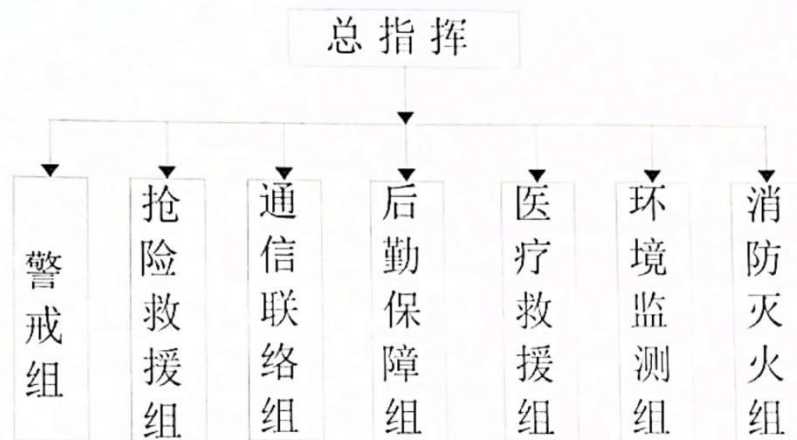 总指挥
警戒组
抢险救援组
通信联络组
后勤保障组
医疗救援组
环境监测组
消防灭火组